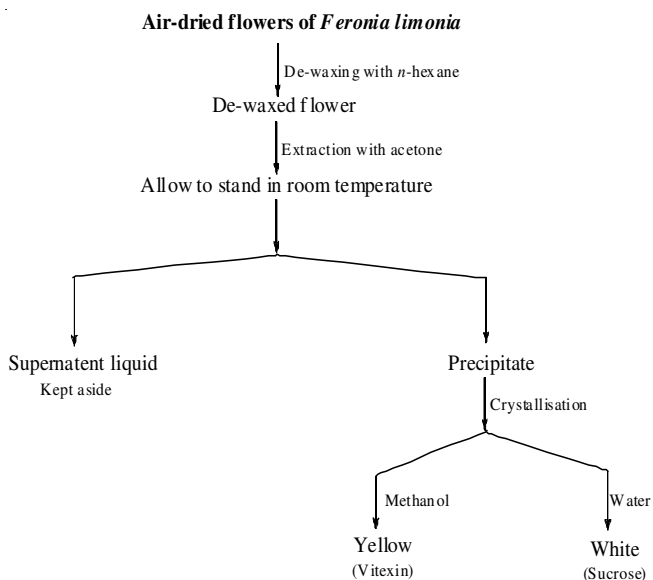 Air-dried flowers of Feronia limonia
De-waxing with n-hexane
De-waxed flower
Extraction with acetone
Allow to stand in room temperature
Supernatent liquid
Kept aside
Precipitate
Crystallisation
Methanol
Water
Yellow
(Vitexin)
White
(Sucrose)